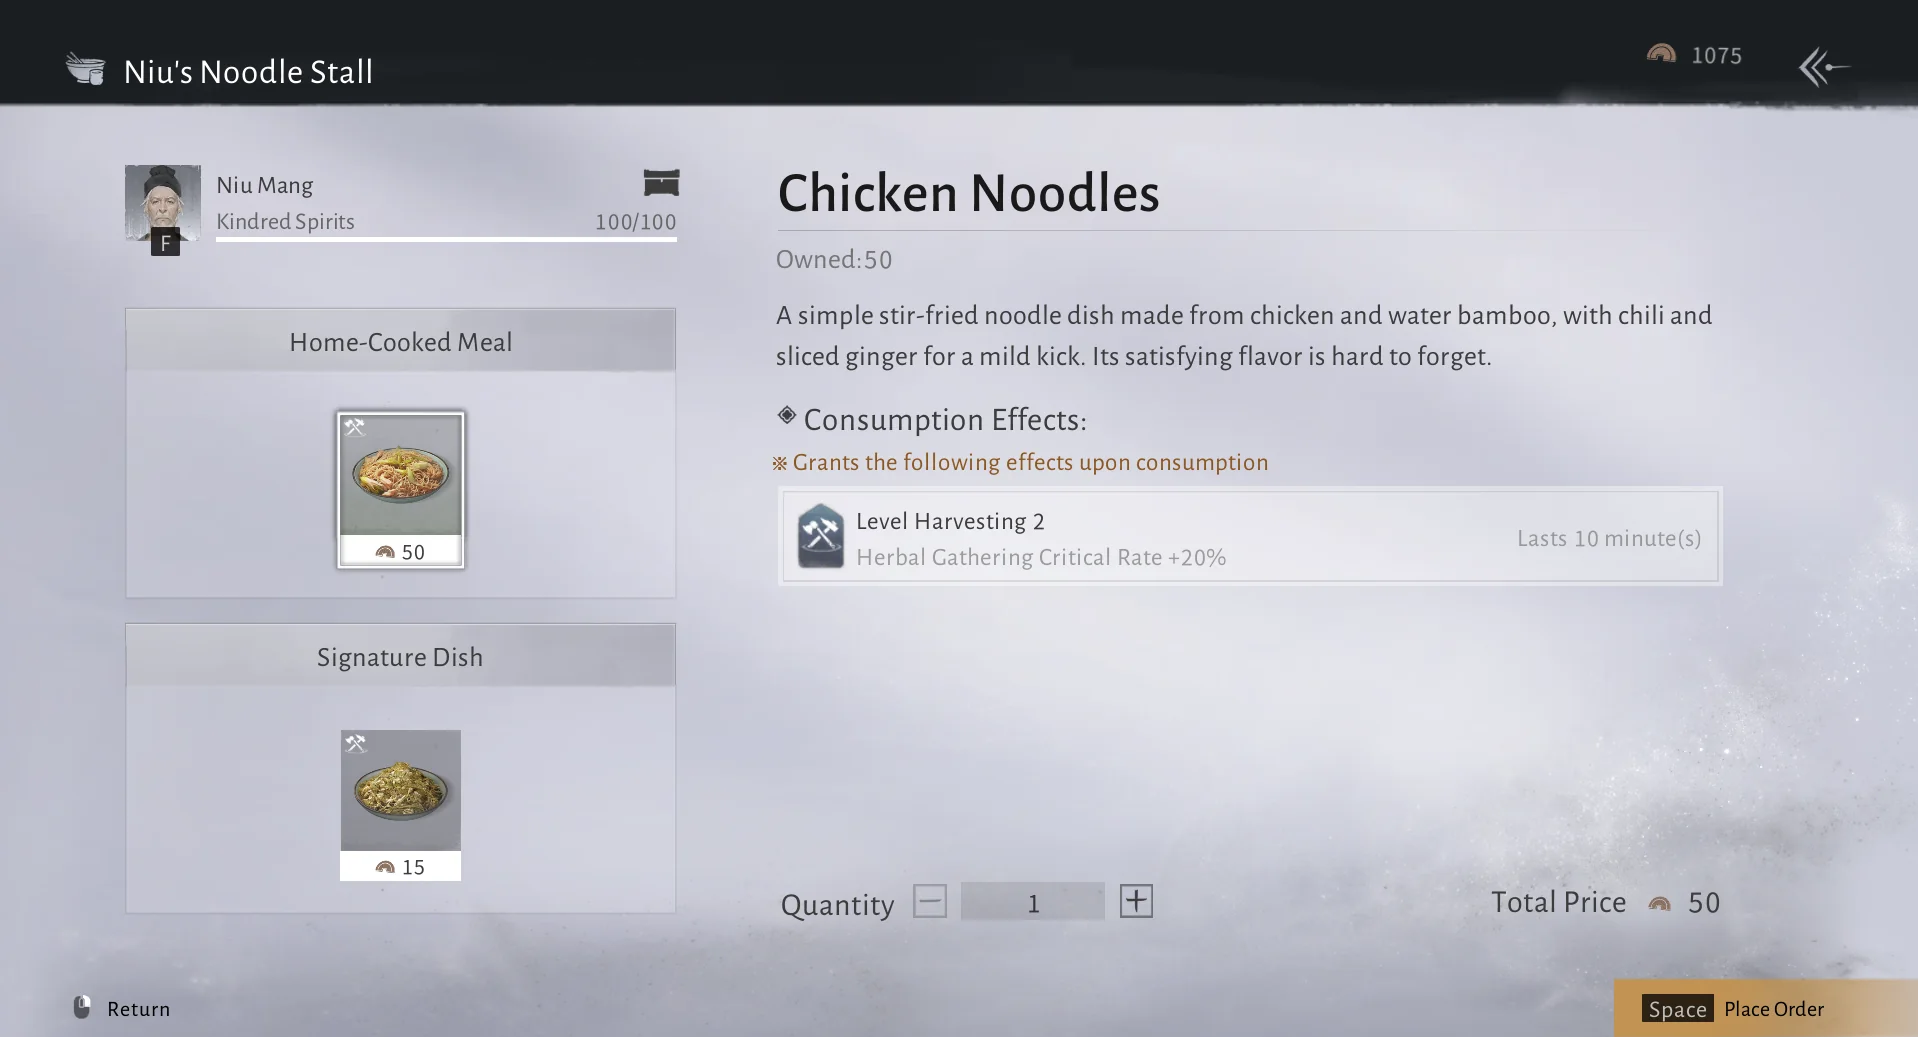 Niu's Noodle Stall
1075
Niu Mang
Kindred Spirits
100/100
F
Home-Cooked Meal
50
Signature Dish
15
Chicken Noodles
Owned:50
A simple stir-fried noodle dish made from chicken and water bamboo, with chili and
sliced ginger for a mild kick. Its satisfying flavor is hard to forget.
Consumption Effects:
※ Grants the following effects upon consumption
Level Harvesting 2
Herbal Gathering Critical Rate +20%
Lasts 10 minute(s)
Quantity
1
Total Price 50
Return
Space Place Order